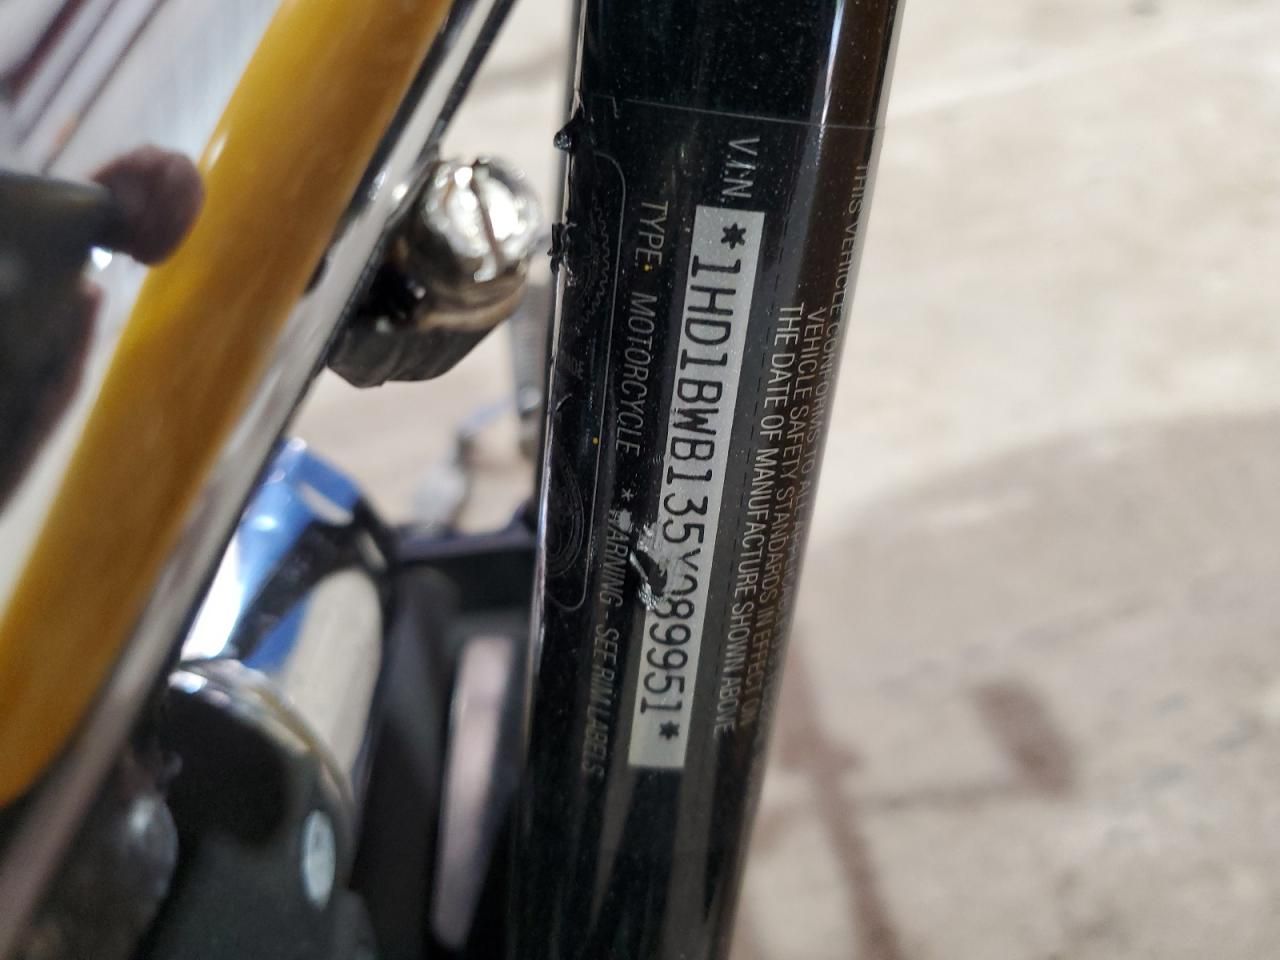 THIS VEHICLE CONFORMS TO ALL
VEHICLE SAFETY STANDARDS IN EFFECT ON
THE DATE OF MANUFACTURE SHOWN ABOVE
V.I.N. *1HD1BWB135Y089951*
TYPE: MOTORCYCLE * WARNING - SEE RIM LABELS